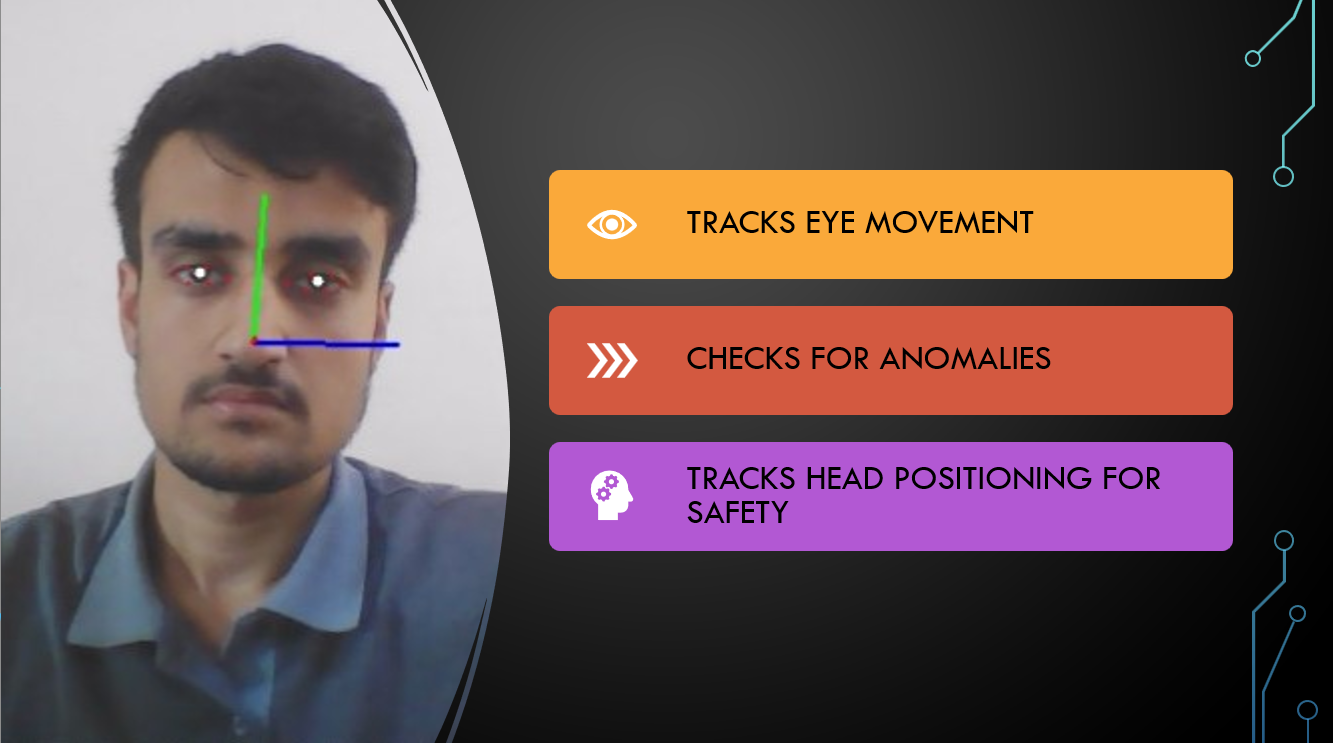 TRACKS EYE MOVEMENT
CHECKS FOR ANOMALIES
TRACKS HEAD POSITIONING FOR
SAFETY